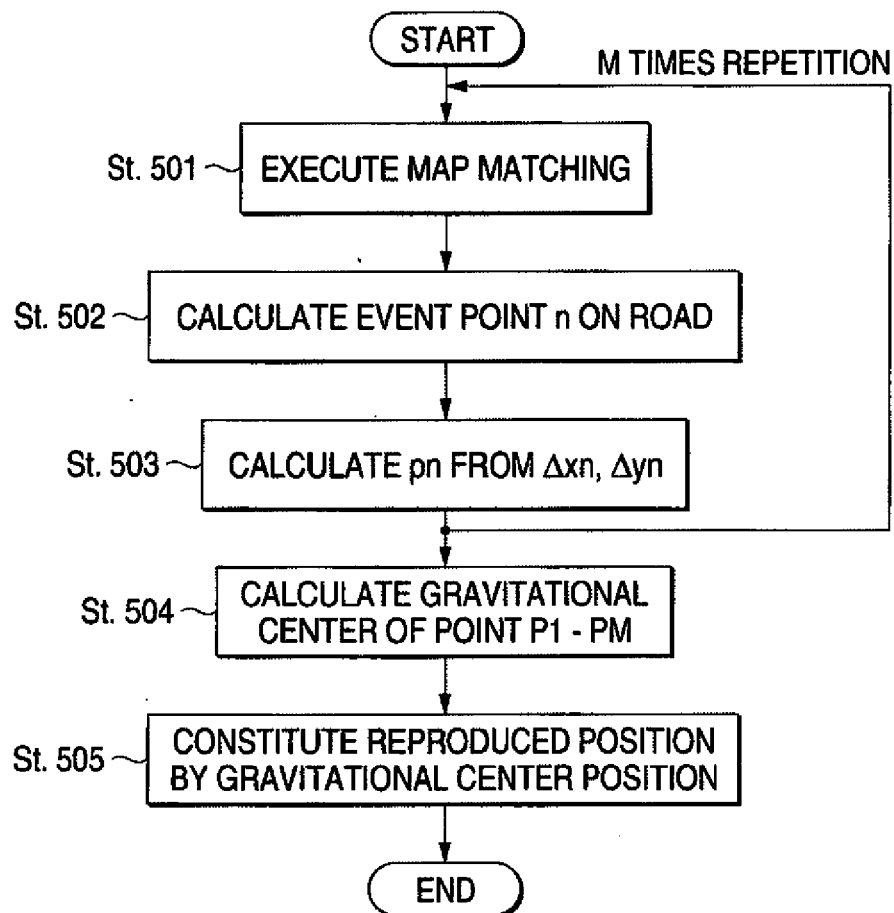 START
M TIMES REPETITION
St. 501
EXECUTE MAP MATCHING
St. 502
CALCULATE EVENT POINT n ON ROAD
St. 503
CALCULATE pn FROM Δxn, Δyn
St. 504
CALCULATE GRAVITATIONAL
CENTER OF POINT P1 - PM
St. 505
CONSTITUTE REPRODUCED POSITION
BY GRAVITATIONAL CENTER POSITION
END